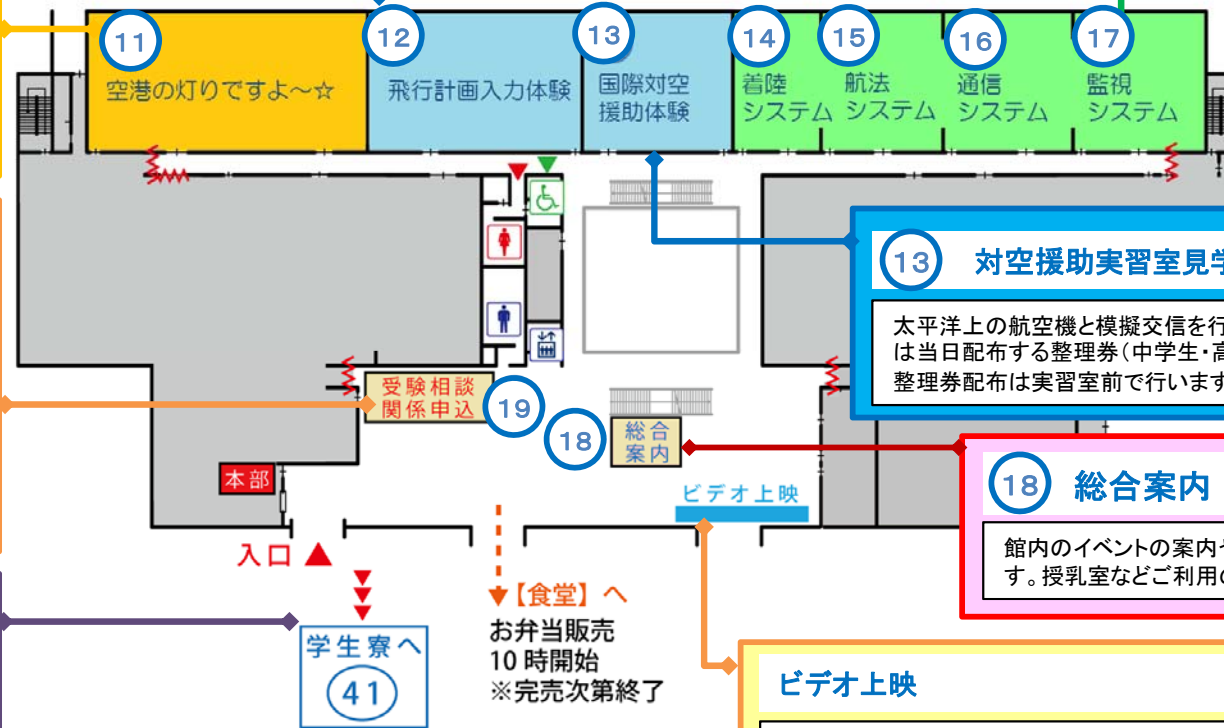 11
空港の灯りですよ～☆
12
飛行計画入力体験
13
国際対空
援助体験
14
着陸
システム
15
航法
システム
16
通信
システム
17
監視
システム
13 対空援助実習室見学
太平洋上の航空機と模擬交信を行
は当日配布する整理券（中学生・高
整理券配布は実習室前で行います
受験相談
関係申込
19
18
総合
案内
本部
ビデオ上映
18 総合案内
館内のイベントの案内や
す。授乳室などご利用の
入口
【食堂】へ
お弁当販売
10時開始
※完売次第終了
学生寮へ
41
ビデオ上映